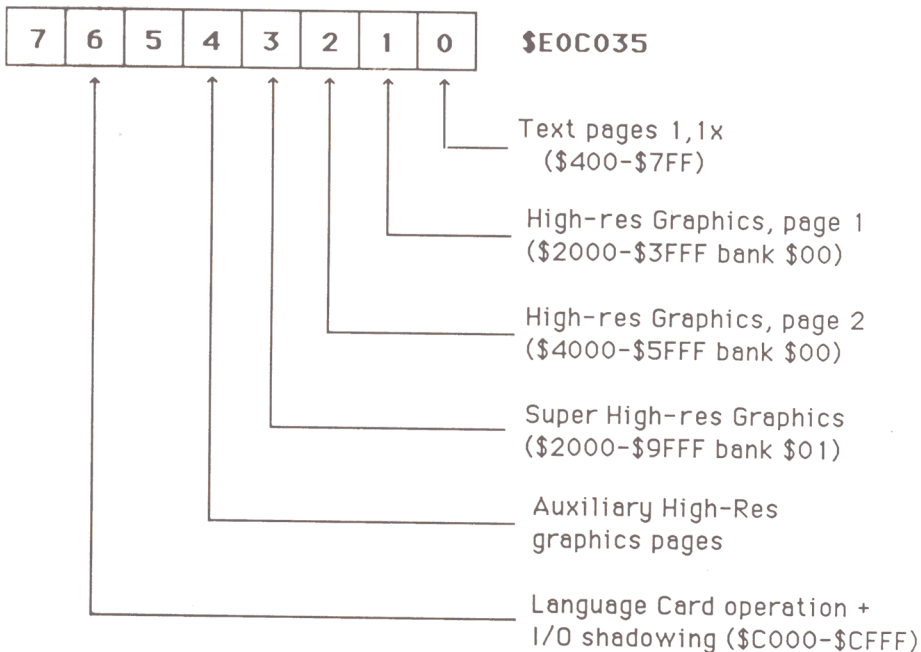 7 6 5 4 3 2 1 0 $E0C035
Text pages 1,1x
($400-$7FF)
High-res Graphics, page 1
($2000-$3FFF bank $00)
High-res Graphics, page 2
($4000-$5FFF bank $00)
Super High-res Graphics
($2000-$9FFF bank $01)
Auxiliary High-Res
graphics pages
Language Card operation +
I/O shadowing ($C000-$CFFF)